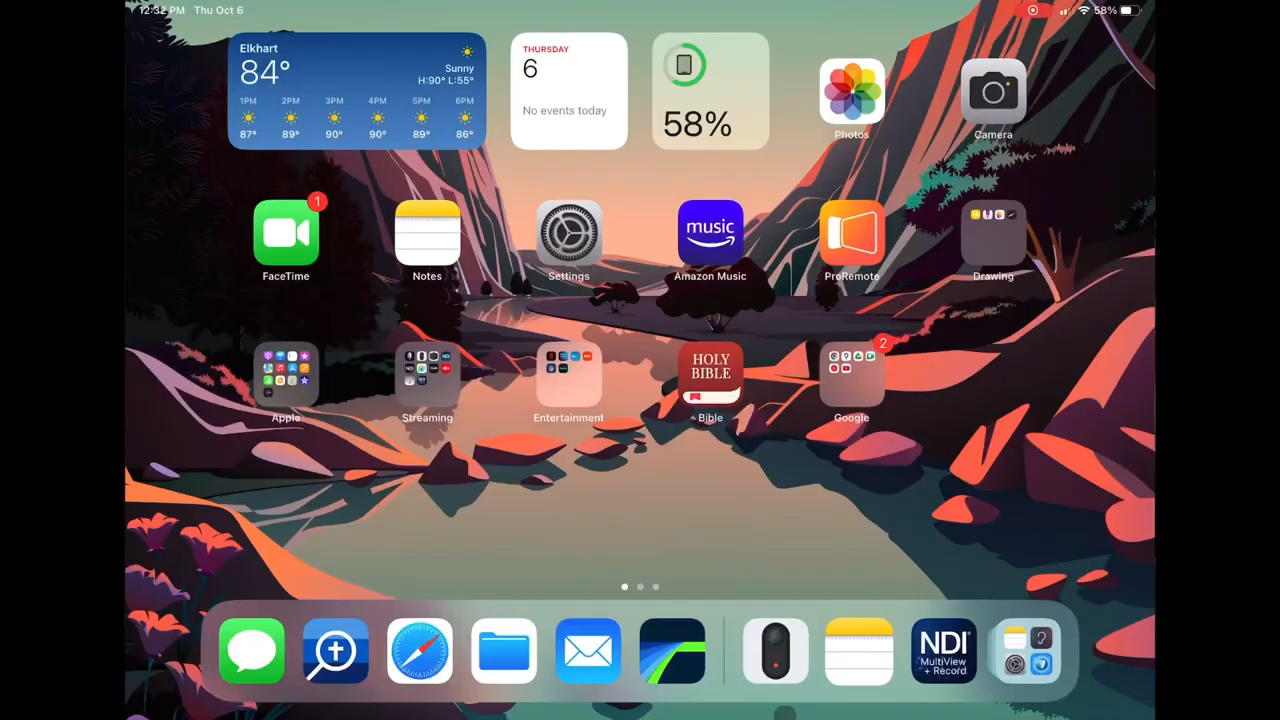 12:32 PM Thu Oct 6
58%
Elkhart
84°
Sunny
H:90° L:55°
1PM 2PM 3PM 4PM 5PM 6PM
87° 89° 90° 90° 89° 86°
THURSDAY
6
No events today
58%
Photos
Camera
1
FaceTime
Notes
Settings
music
Amazon Music
ProRemote
Drawing
Apple
Streaming
Entertainment
HOLY
BIBLE
Bible
2
Google
NDI
MultiView
+ Record